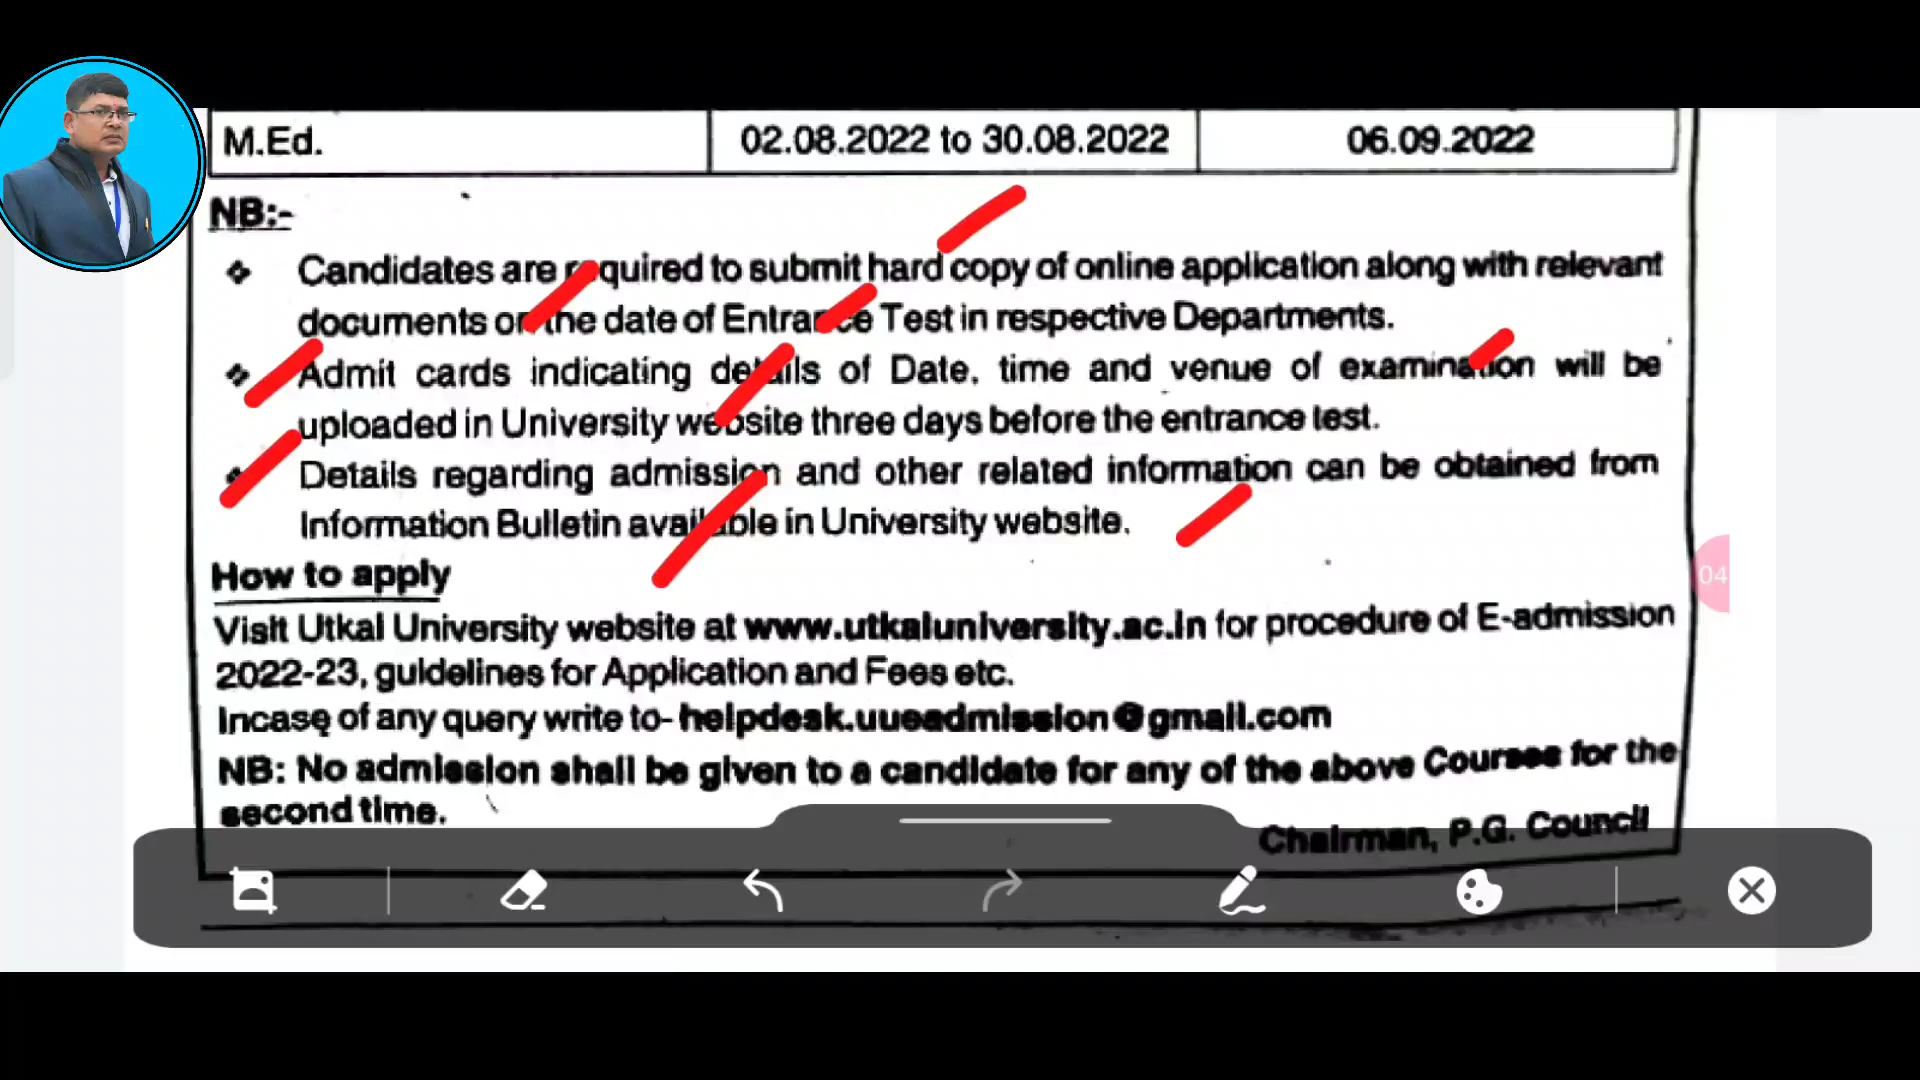 M.Ed. 02.08.2022 to 30.08.2022 06.09.2022
NB:-
Candidates are required to submit hard copy of online application along with relevant
documents on the date of Entrance Test in respective Departments.
Admit cards indicating details of Date, time and venue of examination will be
uploaded in University website three days before the entrance test.
Details regarding admission and other related information can be obtained from
Information Bulletin available in University website.
How to apply
04
Visit Utkal University website at www.utkaluniversity.ac.in for procedure of E-admission
2022-23, guidelines for Application and Fees etc.
Incase of any query write to- helpdesk.uueadmission@gmail.com
NB: No admission shall be given to a candidate for any of the above Courses for the
second time.
Chairman, P.G. Council